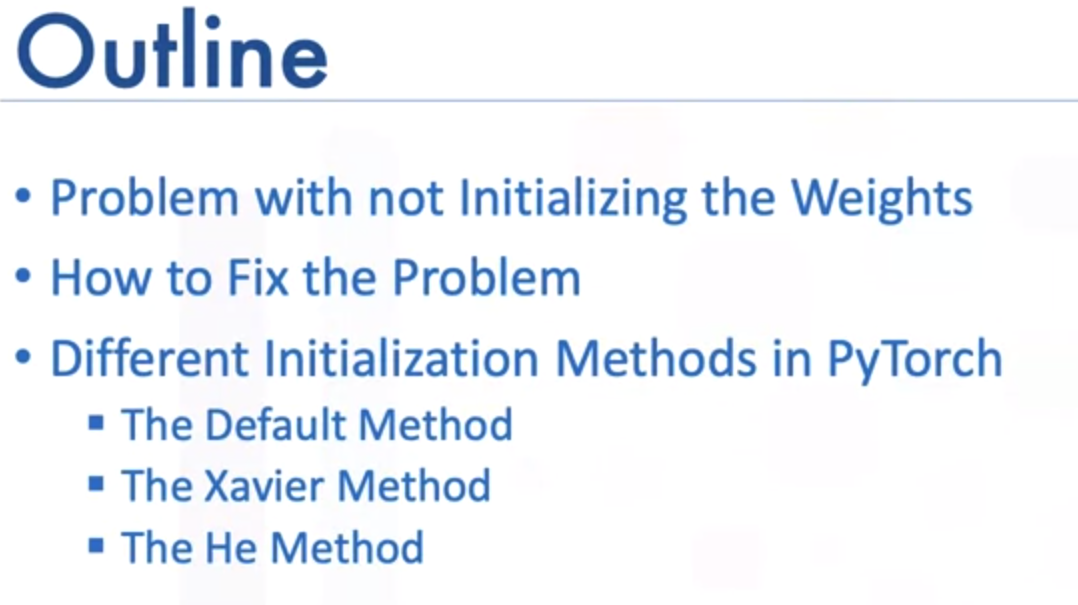 Outline
• Problem with not Initializing the Weights
• How to Fix the Problem
• Different Initialization Methods in PyTorch
▪ The Default Method
▪ The Xavier Method
▪ The He Method